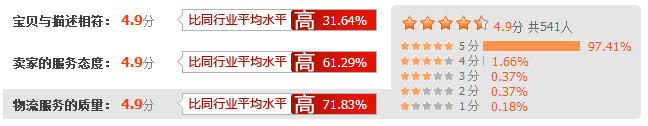 宝贝与描述相符： 4.9分 比同行业平均水平 高 31.64%
卖家的服务态度： 4.9分 比同行业平均水平 高 61.29%
物流服务的质量： 4.9分 比同行业平均水平 高 71.83%
4.9分 共541人
5分 97.41%
4分 1.66%
3分 0.37%
2分 0.37%
1分 0.18%